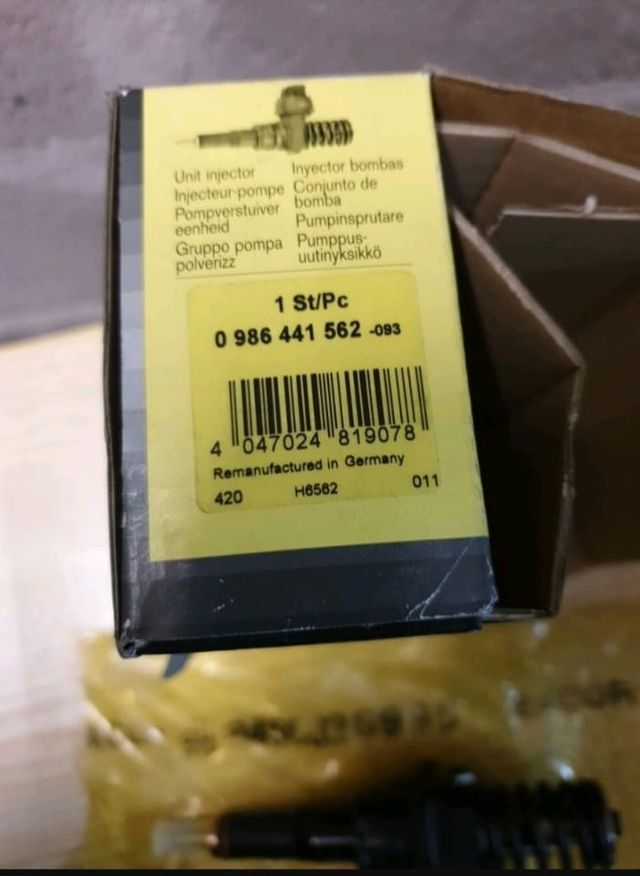 Unit injector
Injecteur-pompe
Pompverstuiver
eenheid
Gruppo pompa
polverizz
Inyector bombas
Conjunto de
bomba
Pumpinsprutare
Pumppus-
uutinyksikkö
1 St/Pc
0 986 441 562 -093
4 047024 819078
Remanufactured in Germany
420 H6562 011